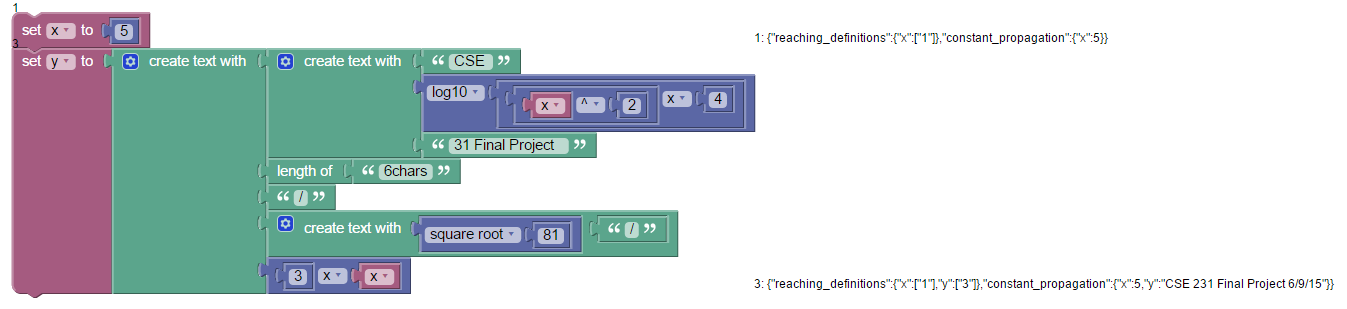 1
set x to 5
1: {"reaching_definitions":{"x":["1"]},"constant_propagation":{"x":5}}
3
set y to create text with create text with “ CSE ”
log10 x ^ 2 x 4
“ 31 Final Project ”
length of “ 6chars ”
“ / ”
create text with square root 81 “ / ”
3 x x
3: {"reaching_definitions":{"x":["1"],"y":["3"]},"constant_propagation":{"x":5,"y":"CSE 231 Final Project 6/9/15"}}